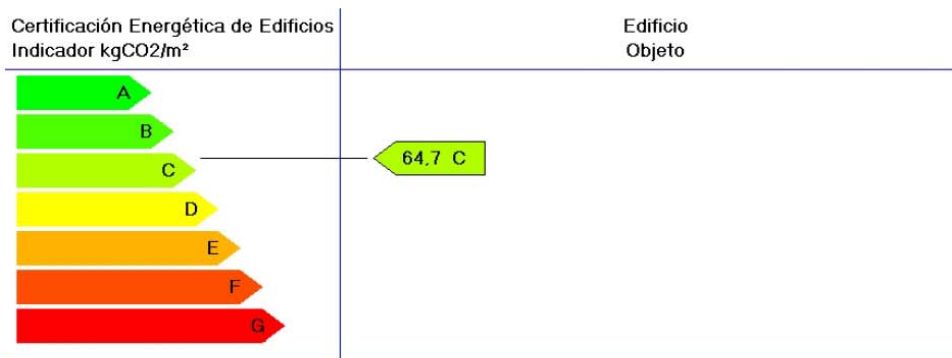 Certificación Energética de Edificios
Indicador kgCO2/m²
Edificio
Objeto
A
B
C
64,7 C
D
E
F
G